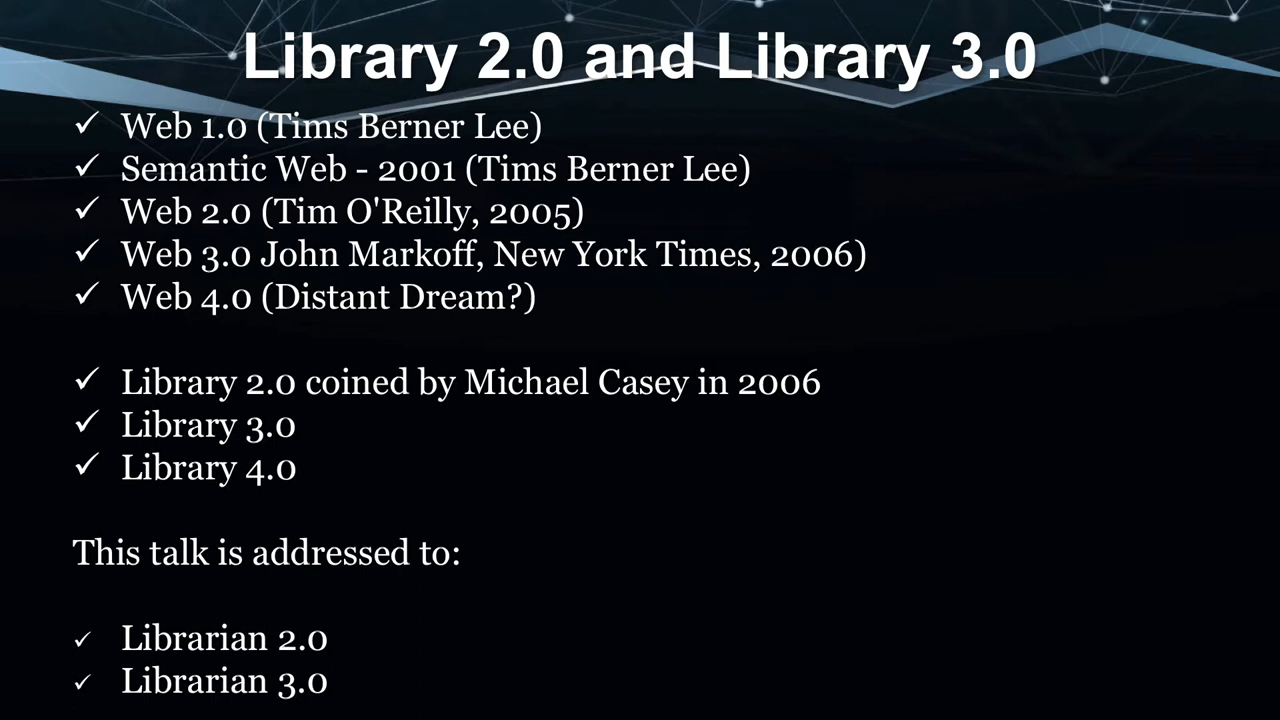 Library 2.0 and Library 3.0
✓ Web 1.0 (Tims Berner Lee)
✓ Semantic Web - 2001 (Tims Berner Lee)
✓ Web 2.0 (Tim O'Reilly, 2005)
✓ Web 3.0 John Markoff, New York Times, 2006)
✓ Web 4.0 (Distant Dream?)
✓ Library 2.0 coined by Michael Casey in 2006
✓ Library 3.0
✓ Library 4.0
This talk is addressed to:
✓ Librarian 2.0
✓ Librarian 3.0